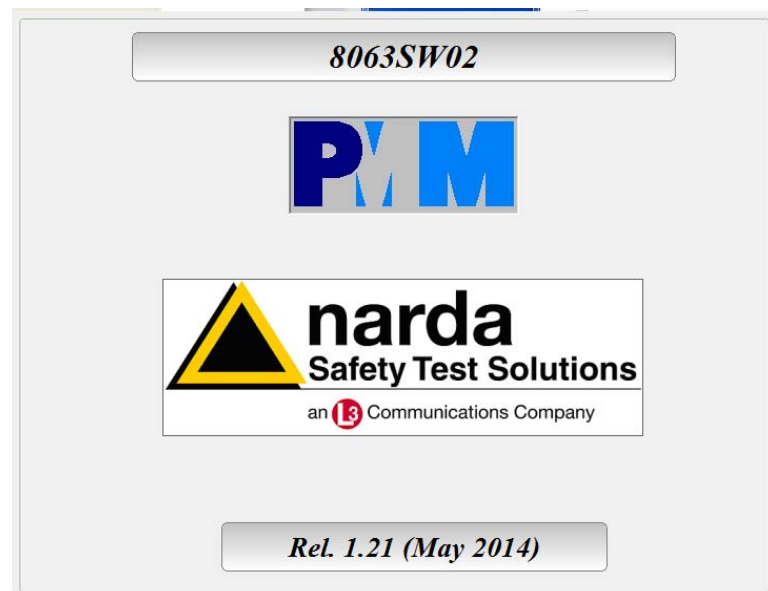 8063SW02
PMM
narda
Safety Test Solutions
an L3 Communications Company
Rel. 1.21 (May 2014)